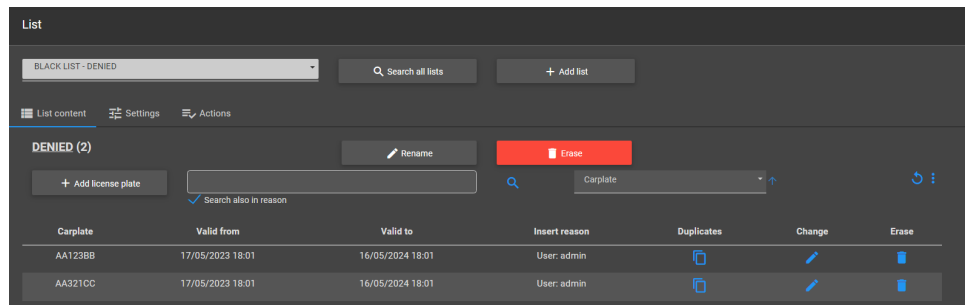 List
BLACK LIST - DENIED
Search all lists
+ Add list
List content
Settings
Actions
DENIED (2)
Rename
Erase
+ Add license plate
Carplate
Search also in reason
Carplate Valid from Valid to Insert reason Duplicates Change Erase
AA123BB 17/05/2023 18:01 16/05/2024 18:01 User: admin
AA321CC 17/05/2023 18:01 16/05/2024 18:01 User: admin